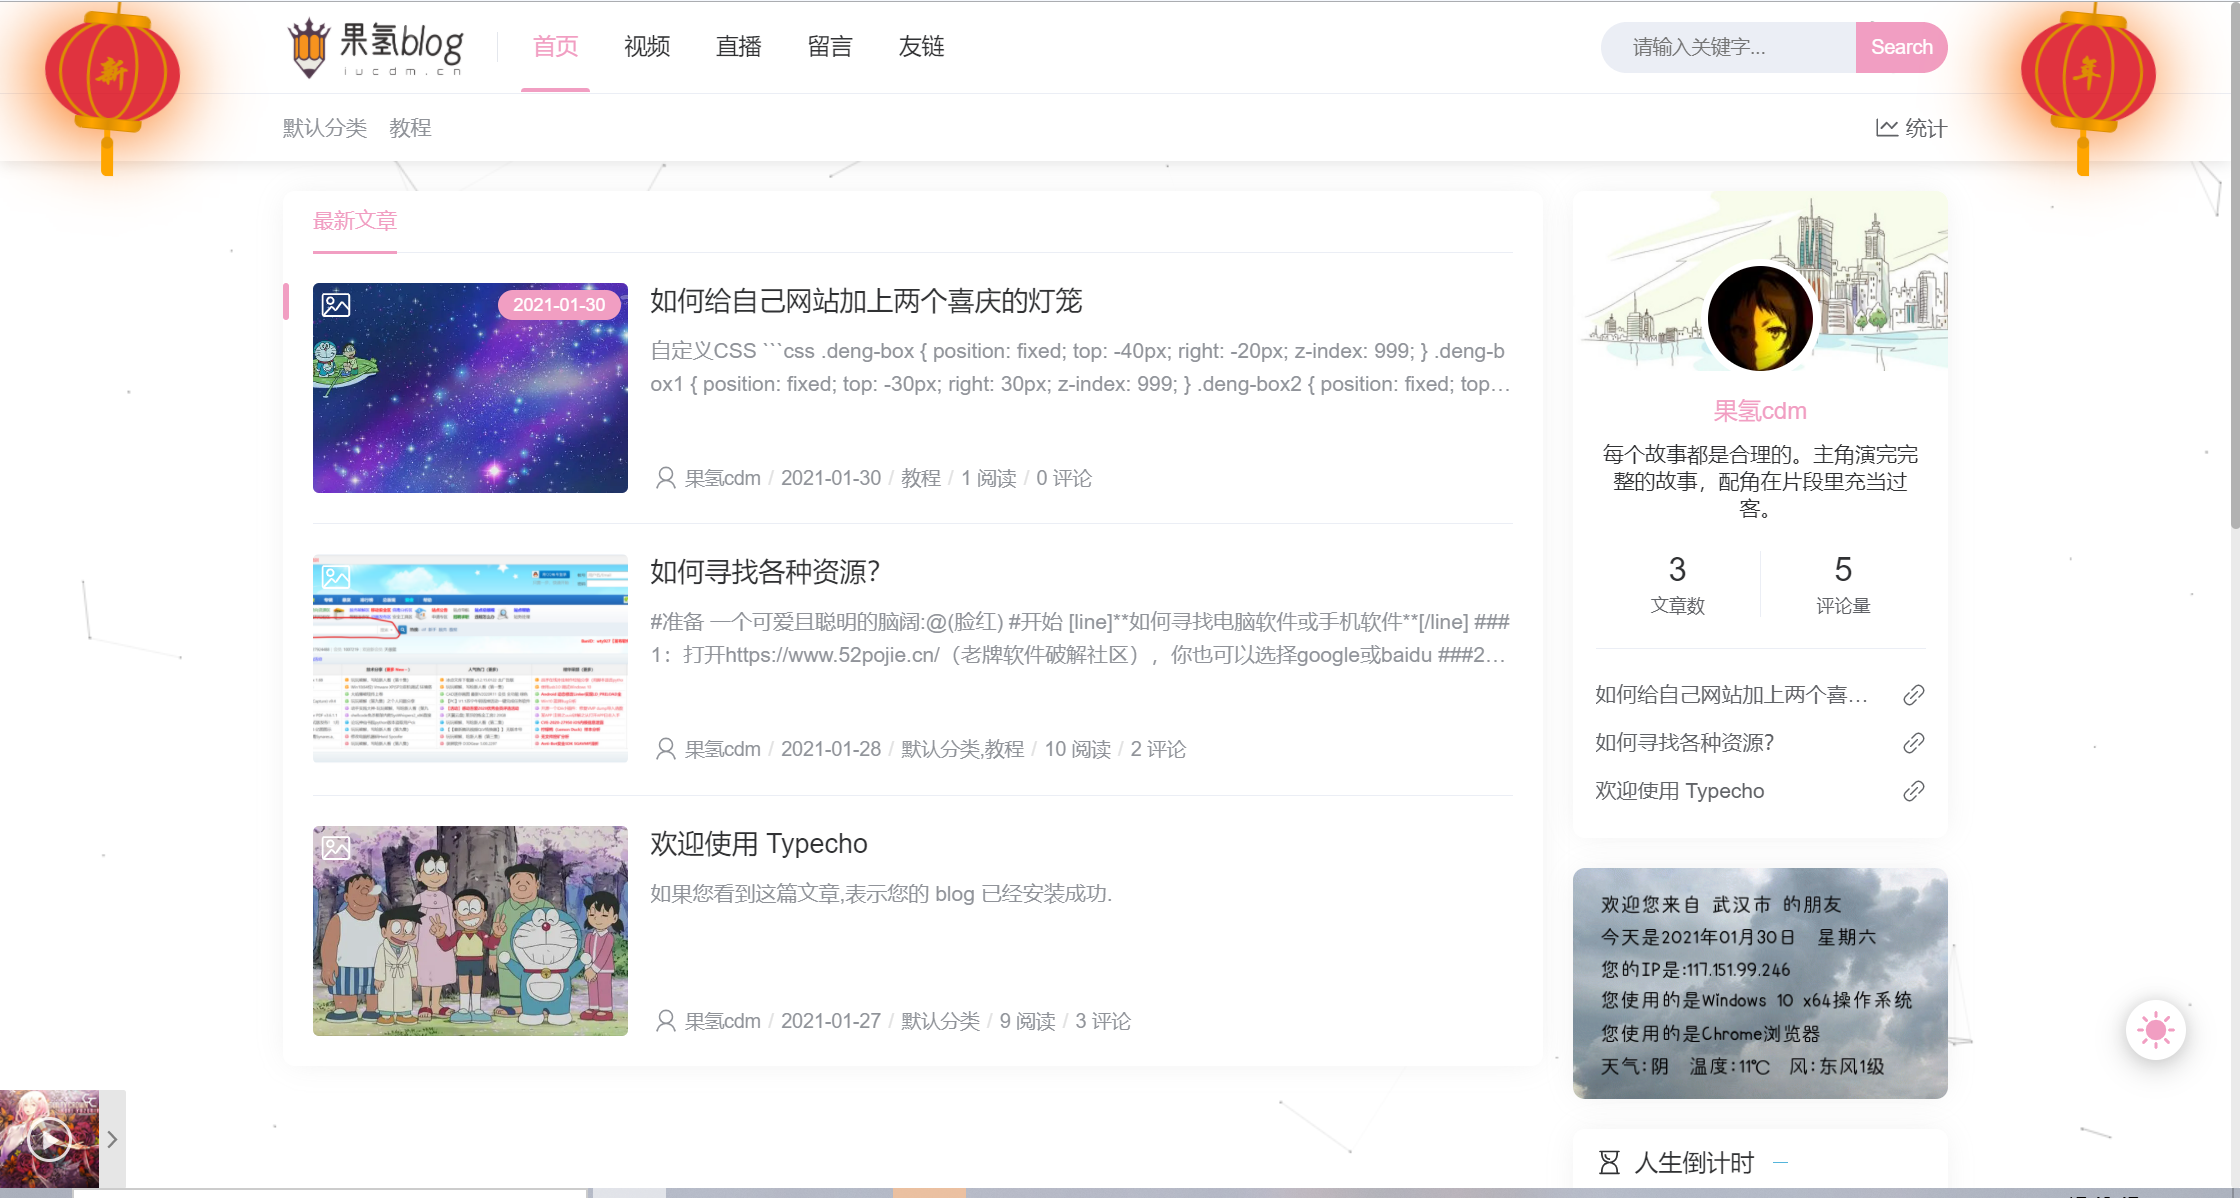 新
果氢blog
iucdm.cn
首页
视频
直播
留言
友链
请输入关键字...
Search
年
默认分类
教程
统计
最新文章
2021-01-30
如何给自己网站加上两个喜庆的灯笼
自定义CSS ```css .deng-box { position: fixed; top: -40px; right: -20px; z-index: 999; } .deng-b
ox1 { position: fixed; top: -30px; right: 30px; z-index: 999; } .deng-box2 { position: fixed; top…
果氢cdm / 2021-01-30 / 教程 / 1 阅读 / 0 评论
如何寻找各种资源？
#准备 一个可爱且聪明的脑阔:@(脸红) #开始 [line]**如何寻找电脑软件或手机软件**[/line] ###
1：打开https://www.52pojie.cn/（老牌软件破解社区），你也可以选择google或baidu ###2…
果氢cdm / 2021-01-28 / 默认分类,教程 / 10 阅读 / 2 评论
欢迎使用 Typecho
如果您看到这篇文章,表示您的 blog 已经安装成功.
果氢cdm / 2021-01-27 / 默认分类 / 9 阅读 / 3 评论
果氢cdm
每个故事都是合理的。主角演完完
整的故事，配角在片段里充当过
客。
3
文章数
5
评论量
如何给自己网站加上两个喜…
如何寻找各种资源？
欢迎使用 Typecho
欢迎您来自 武汉市 的朋友
今天是2021年01月30日 星期六
您的IP是:117.151.99.246
您使用的是Windows 10 x64操作系统
您使用的是Chrome浏览器
天气:阴 温度:11℃ 风:东风1级
人生倒计时